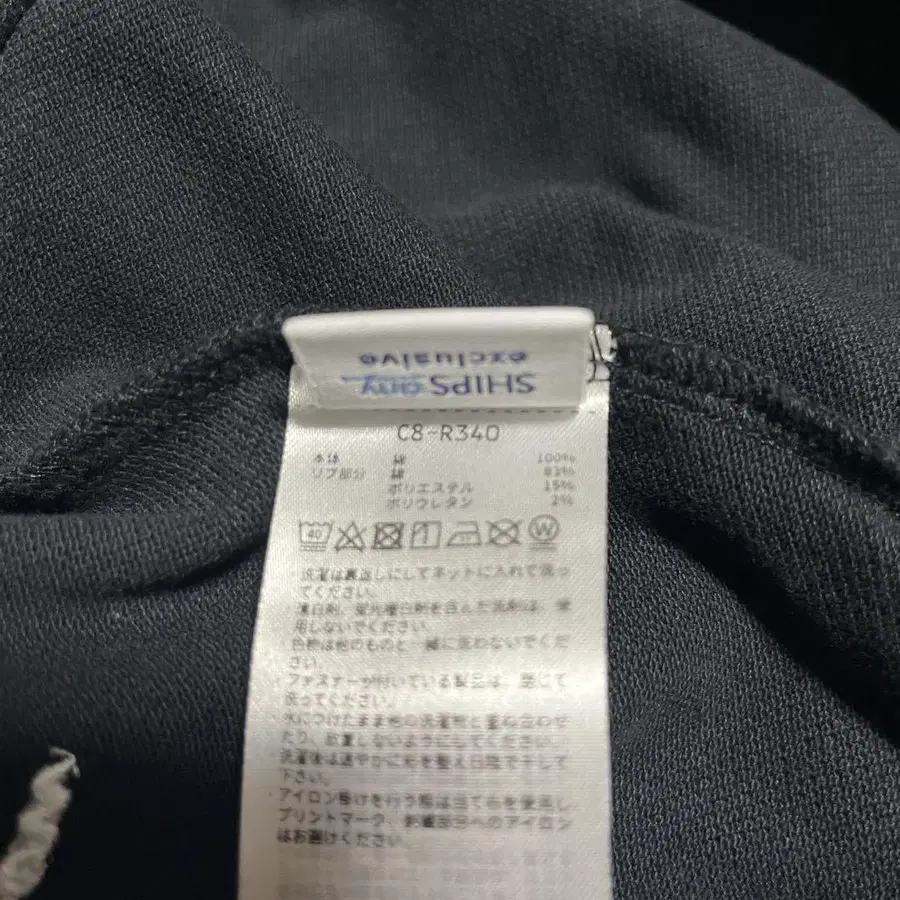 SHIPS any
exclusive
C8-R340
本体 綿 100%
リブ部分 綿 83%
ポリエステル 15%
ポリウレタン 2%
40
W
・洗濯は裏返しにしてネットに入れて洗っ
てください。
・漂白剤、蛍光増白剤を含んだ洗剤は、使
用しないでください。
・色物は他のものと一緒に洗わないでくださ
い。
・ファスナーが付いている製品は、閉じて
洗ってください。
・水につけたまま他の洗濯物と重ね合わせ
たり、放置しないようにしてください。
・洗濯後は速やかに形を整え日陰で干して
下さい。
・アイロン掛けを行う際は当て布を使用し、
プリントマーク、刺繍部分へのアイロン
はお避けください。